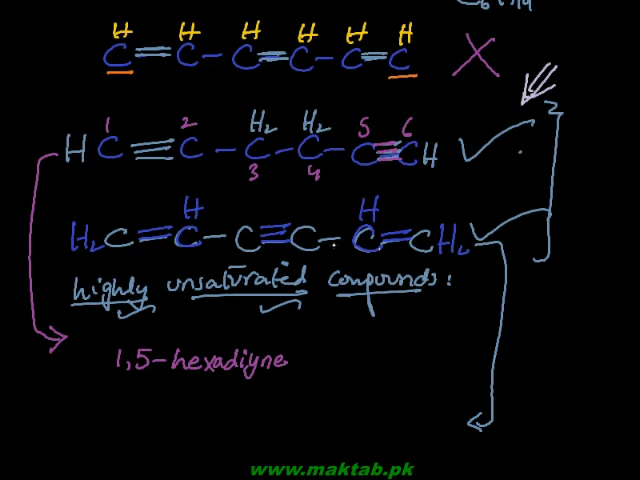 H H H H H H
C=C-C=C-C=C
1 2 H₂ H₂ 5 6
HC≡C-C-C-C≡CH
3 4
H H
H₂C=C-C≡C-C=CH₂
highly unsaturated compounds:
1,5-hexadiyne
www.maktab.pk